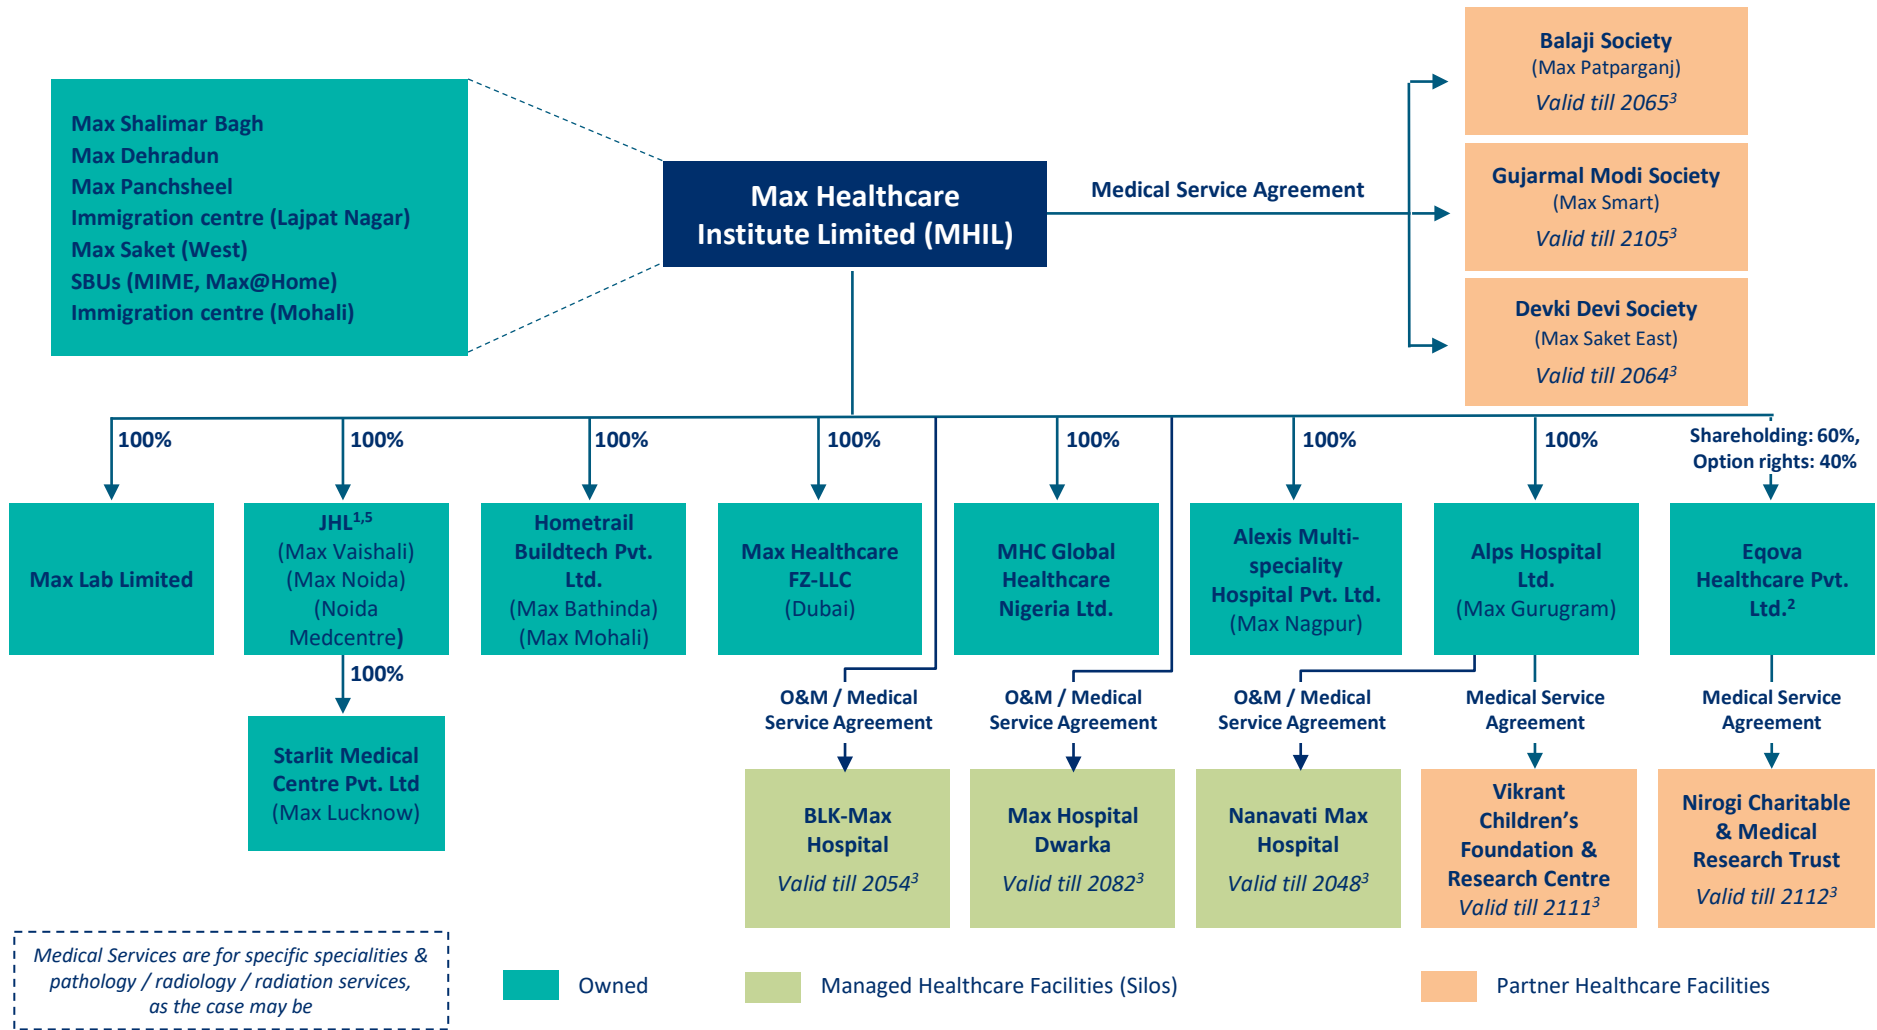 Max Shalimar Bagh
Max Dehradun
Max Panchsheel
Immigration centre (Lajpat Nagar)
Max Saket (West)
SBUs (MIME, Max@Home)
Immigration centre (Mohali)
Max Healthcare
Institute Limited (MHIL)
Medical Service Agreement
Balaji Society
(Max Patparganj)
Valid till 2065³
Gujarmal Modi Society
(Max Smart)
Valid till 2105³
Devki Devi Society
(Max Saket East)
Valid till 2064³
100%
100%
100%
100%
100%
100%
100%
Shareholding: 60%,
Option rights: 40%
Max Lab Limited
JHL¹,⁵
(Max Vaishali)
(Max Noida)
(Noida
Medcentre)
Hometrail
Buildtech Pvt.
Ltd.
(Max Bathinda)
(Max Mohali)
Max Healthcare
FZ-LLC
(Dubai)
MHC Global
Healthcare
Nigeria Ltd.
Alexis Multi-
speciality
Hospital Pvt. Ltd.
(Max Nagpur)
Alps Hospital
Ltd.
(Max Gurugram)
Eqova
Healthcare Pvt.
Ltd.²
100%
Starlit Medical
Centre Pvt. Ltd
(Max Lucknow)
O&M / Medical
Service Agreement
O&M / Medical
Service Agreement
O&M / Medical
Service Agreement
Medical Service
Agreement
Medical Service
Agreement
BLK-Max
Hospital
Valid till 2054³
Max Hospital
Dwarka
Valid till 2082³
Nanavati Max
Hospital
Valid till 2048³
Vikrant
Children’s
Foundation &
Research Centre
Valid till 2111³
Nirogi Charitable
& Medical
Research Trust
Valid till 2112³
Medical Services are for specific specialities &
pathology / radiology / radiation services,
as the case may be
Owned
Managed Healthcare Facilities (Silos)
Partner Healthcare Facilities